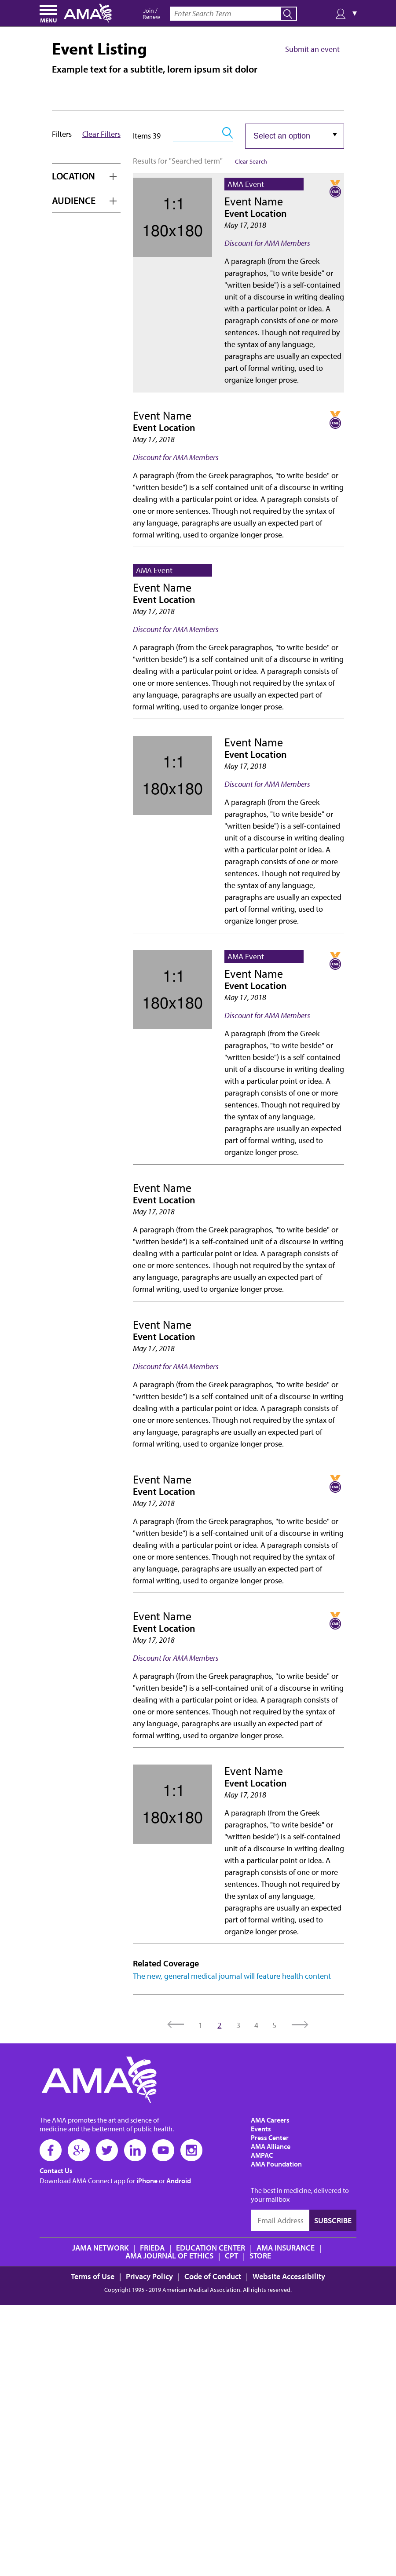 MENU
AMA
Join /
Renew
Enter Search Term
Event Listing
Submit an event
Example text for a subtitle, lorem ipsum sit dolor
Filters
Clear Filters
Items 39
Select an option
Results for "Searched term"
Clear Search
LOCATION
AUDIENCE
1:1
180x180
AMA Event
CME
Event Name
Event Location
May 17, 2018
Discount for AMA Members
A paragraph (from the Greek
paragraphos, "to write beside" or
"written beside") is a self-contained
unit of a discourse in writing dealing
with a particular point or idea. A
paragraph consists of one or more
sentences. Though not required by
the syntax of any language,
paragraphs are usually an expected
part of formal writing, used to
organize longer prose.
Event Name
CME
Event Location
May 17, 2018
Discount for AMA Members
A paragraph (from the Greek paragraphos, "to write beside" or
"written beside") is a self-contained unit of a discourse in writing
dealing with a particular point or idea. A paragraph consists of
one or more sentences. Though not required by the syntax of
any language, paragraphs are usually an expected part of
formal writing, used to organize longer prose.
AMA Event
Event Name
Event Location
May 17, 2018
Discount for AMA Members
A paragraph (from the Greek paragraphos, "to write beside" or
"written beside") is a self-contained unit of a discourse in writing
dealing with a particular point or idea. A paragraph consists of
one or more sentences. Though not required by the syntax of
any language, paragraphs are usually an expected part of
formal writing, used to organize longer prose.
1:1
180x180
Event Name
Event Location
May 17, 2018
Discount for AMA Members
A paragraph (from the Greek
paragraphos, "to write beside" or
"written beside") is a self-contained
unit of a discourse in writing dealing
with a particular point or idea. A
paragraph consists of one or more
sentences. Though not required by
the syntax of any language,
paragraphs are usually an expected
part of formal writing, used to
organize longer prose.
1:1
180x180
AMA Event
CME
Event Name
Event Location
May 17, 2018
Discount for AMA Members
A paragraph (from the Greek
paragraphos, "to write beside" or
"written beside") is a self-contained
unit of a discourse in writing dealing
with a particular point or idea. A
paragraph consists of one or more
sentences. Though not required by
the syntax of any language,
paragraphs are usually an expected
part of formal writing, used to
organize longer prose.
Event Name
Event Location
May 17, 2018
A paragraph (from the Greek paragraphos, "to write beside" or
"written beside") is a self-contained unit of a discourse in writing
dealing with a particular point or idea. A paragraph consists of
one or more sentences. Though not required by the syntax of
any language, paragraphs are usually an expected part of
formal writing, used to organize longer prose.
Event Name
Event Location
May 17, 2018
Discount for AMA Members
A paragraph (from the Greek paragraphos, "to write beside" or
"written beside") is a self-contained unit of a discourse in writing
dealing with a particular point or idea. A paragraph consists of
one or more sentences. Though not required by the syntax of
any language, paragraphs are usually an expected part of
formal writing, used to organize longer prose.
Event Name
CME
Event Location
May 17, 2018
A paragraph (from the Greek paragraphos, "to write beside" or
"written beside") is a self-contained unit of a discourse in writing
dealing with a particular point or idea. A paragraph consists of
one or more sentences. Though not required by the syntax of
any language, paragraphs are usually an expected part of
formal writing, used to organize longer prose.
Event Name
CME
Event Location
May 17, 2018
Discount for AMA Members
A paragraph (from the Greek paragraphos, "to write beside" or
"written beside") is a self-contained unit of a discourse in writing
dealing with a particular point or idea. A paragraph consists of
one or more sentences. Though not required by the syntax of
any language, paragraphs are usually an expected part of
formal writing, used to organize longer prose.
1:1
180x180
Event Name
Event Location
May 17, 2018
A paragraph (from the Greek
paragraphos, "to write beside" or
"written beside") is a self-contained
unit of a discourse in writing dealing
with a particular point or idea. A
paragraph consists of one or more
sentences. Though not required by
the syntax of any language,
paragraphs are usually an expected
part of formal writing, used to
organize longer prose.
Related Coverage
The new, general medical journal will feature health content
1 2 3 4 5
AMA
The AMA promotes the art and science of
medicine and the betterment of public health.
Contact Us
Download AMA Connect app for iPhone or Android
AMA Careers
Events
Press Center
AMA Alliance
AMPAC
AMA Foundation
The best in medicine, delivered to
your mailbox
Email Address
SUBSCRIBE
JAMA NETWORK | FRIEDA | EDUCATION CENTER | AMA INSURANCE |
AMA JOURNAL OF ETHICS | CPT | STORE
Terms of Use | Privacy Policy | Code of Conduct | Website Accessibility
Copyright 1995 - 2019 American Medical Association. All rights reserved.